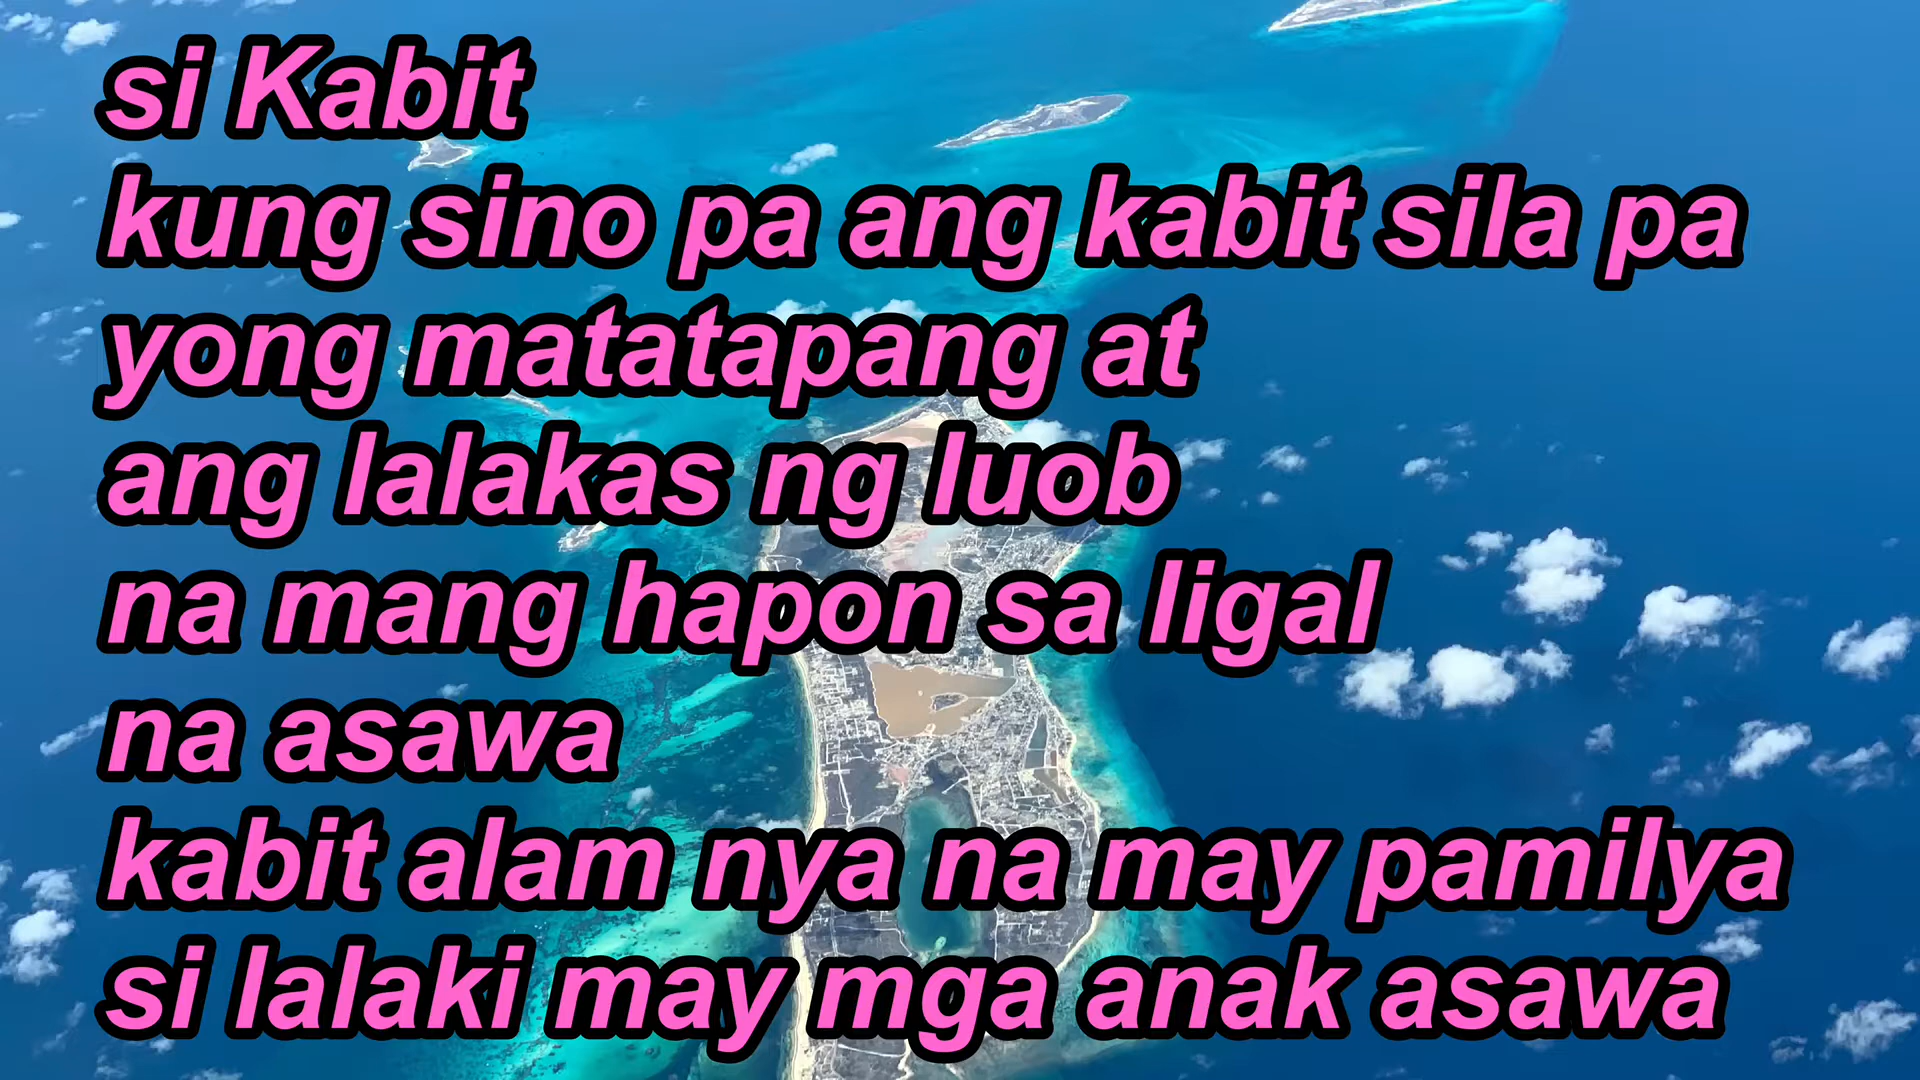 si Kabit
kung sino pa ang kabit sila pa
yong matatapang at
ang lalakas ng luob
na mang hapon sa ligal
na asawa
kabit alam nya na may pamilya
si lalaki may mga anak asawa